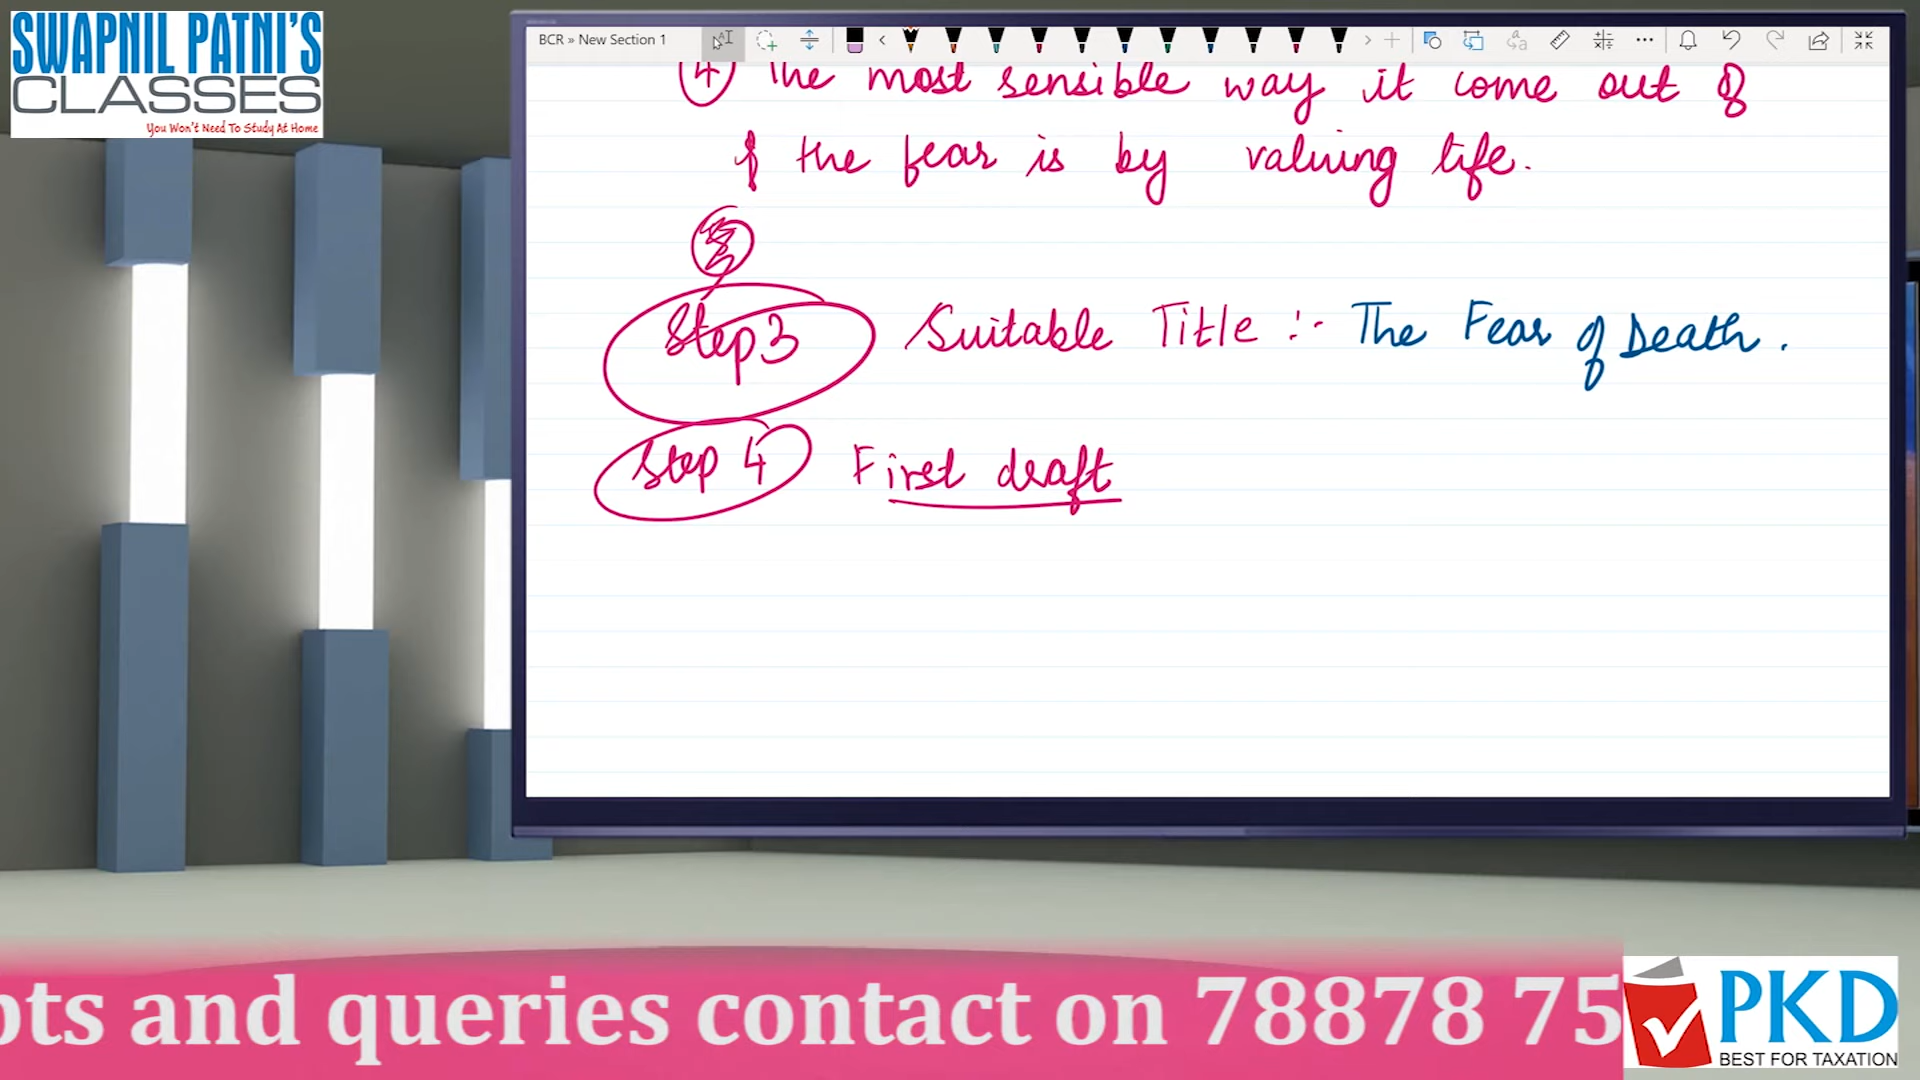 SWAPNIL PATNI'S
CLASSES
You Won't Need To Study At Home
BCR » New Section 1
④ The most sensible way it come out of
of the fear is by valuing life.
Step 3 Suitable Title :- The Fear of Death.
Step 4 First draft
ots and queries contact on 78878 75
PKD
BEST FOR TAXATION